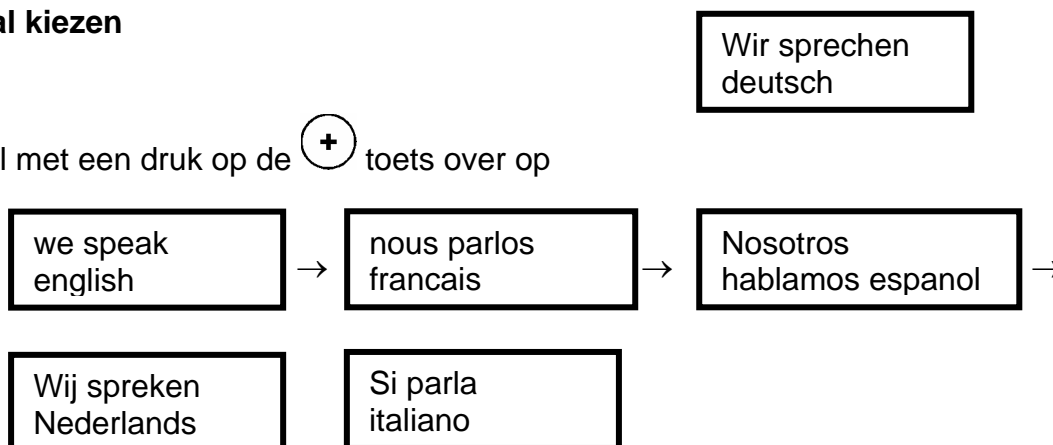 al kiezen
Wir sprechen
deutsch
l met een druk op de + toets over op
we speak
english
→
nous parlos
francais
→
Nosotros
hablamos espanol
→
Wij spreken
Nederlands
Si parla
italiano